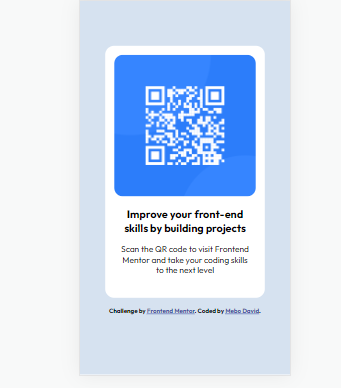 Improve your front-end
skills by building projects
Scan the QR code to visit Frontend
Mentor and take your coding skills
to the next level
Challenge by Frontend Mentor. Coded by Mebo David.